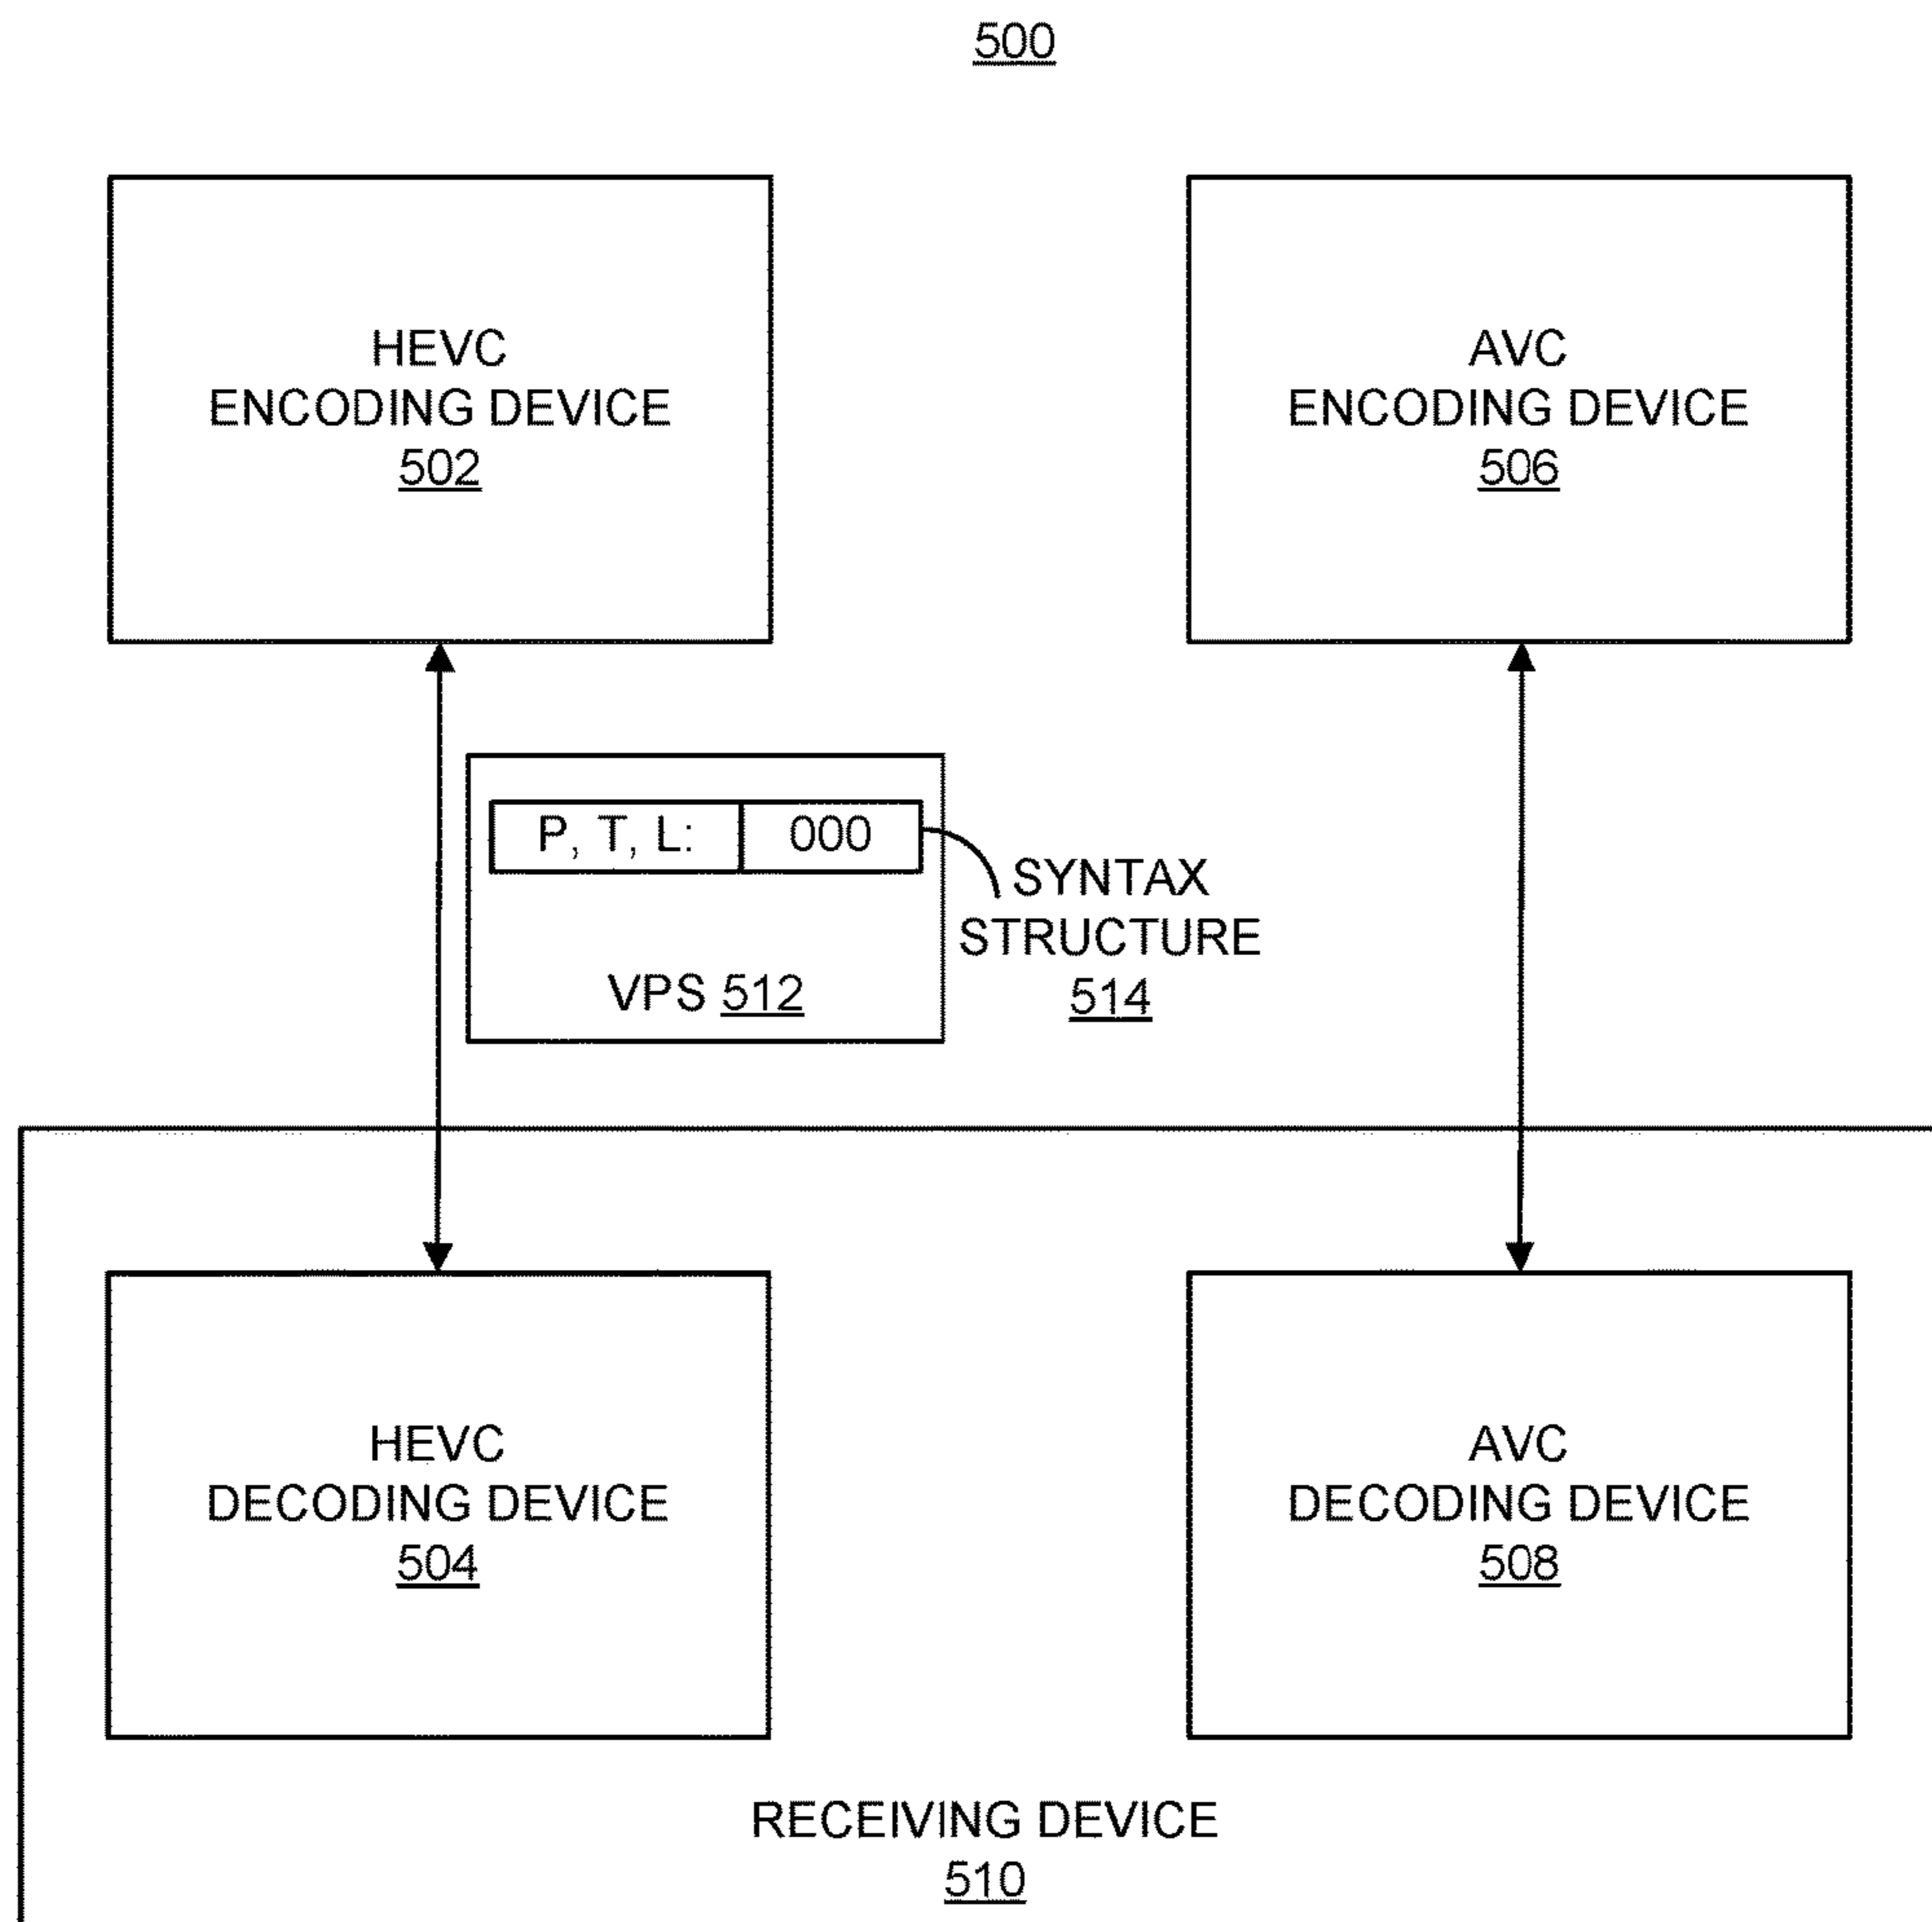 500
HEVC
ENCODING DEVICE
502
AVC
ENCODING DEVICE
506
P, T, L: 000
SYNTAX
STRUCTURE
514
VPS 512
HEVC
DECODING DEVICE
504
AVC
DECODING DEVICE
508
RECEIVING DEVICE
510